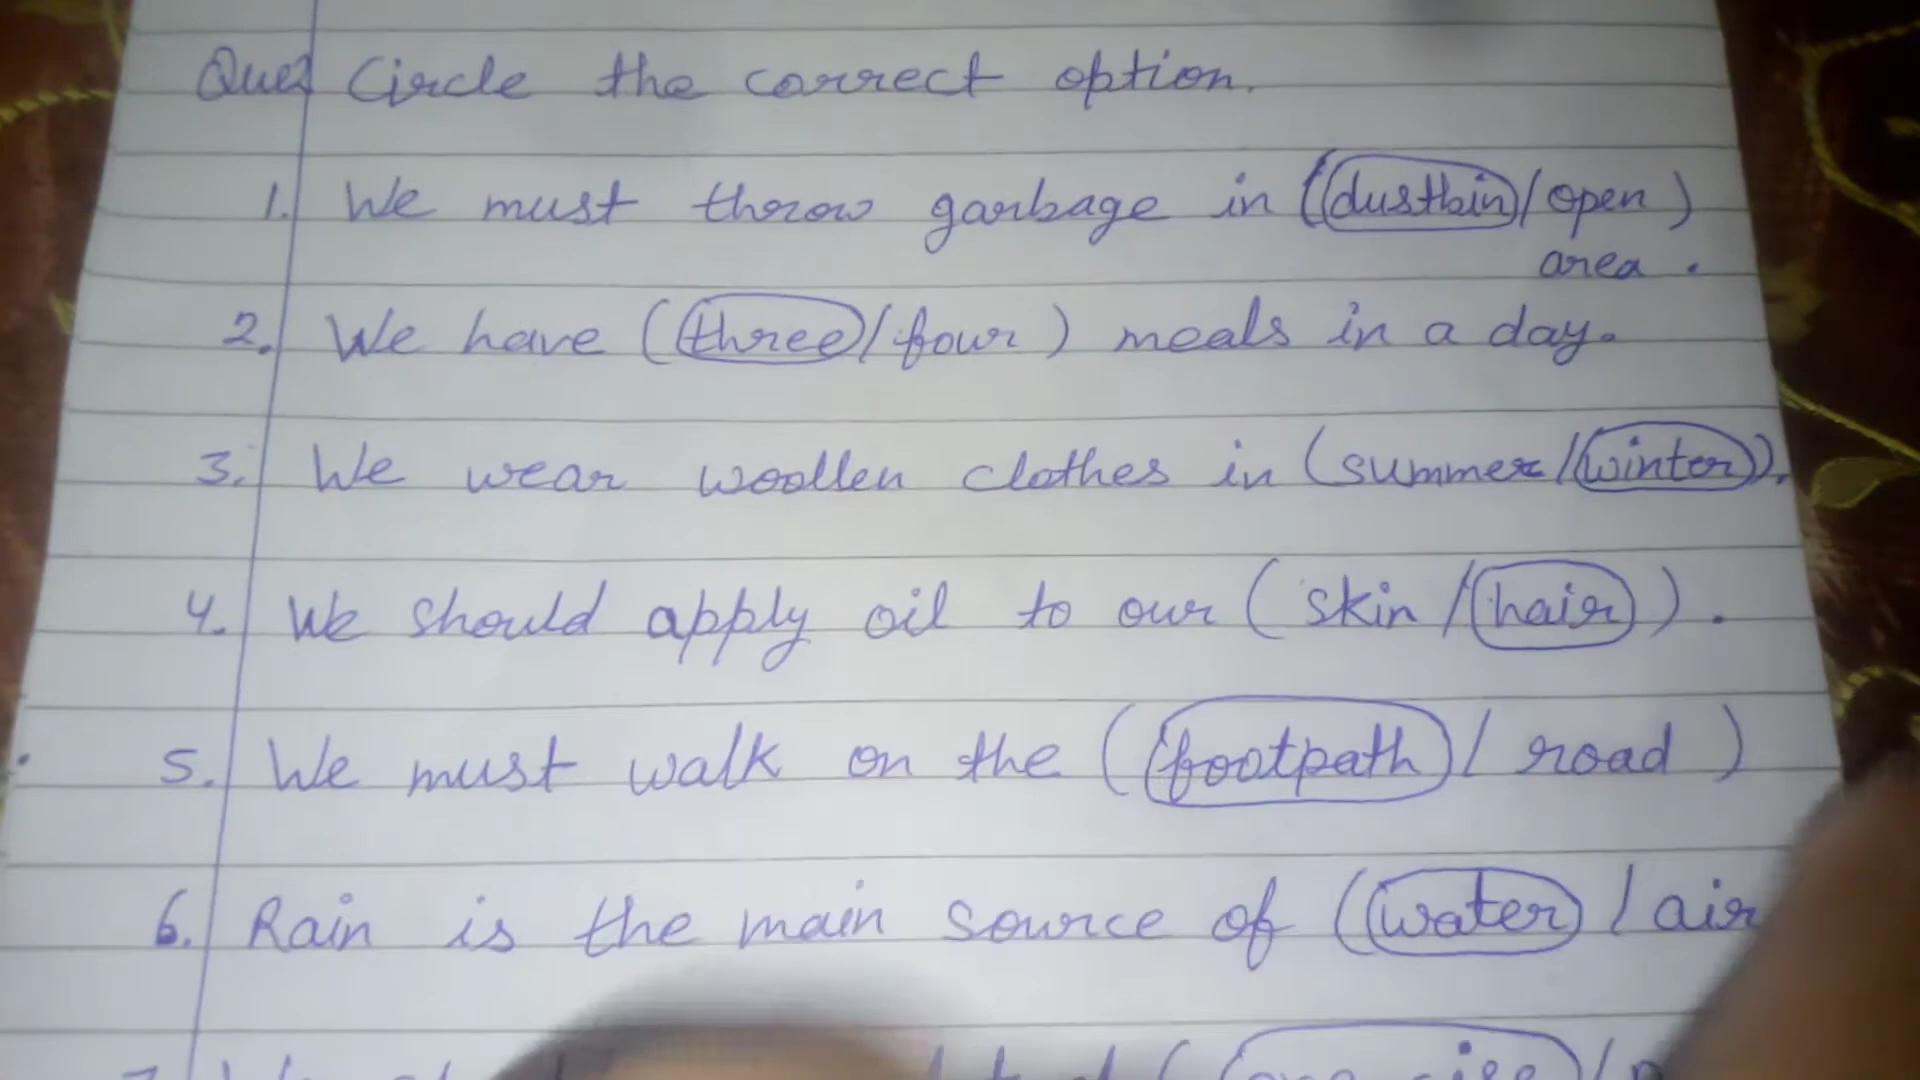 Ques Circle the correct option.
1. We must throw garbage in (dustbin/open)
area.
2. We have (three/four) meals in a day.
3. We wear woollen clothes in (summer/winter).
4. We should apply oil to our (skin/hair).
5. We must walk on the (footpath/road)
6. Rain is the main source of (water/air